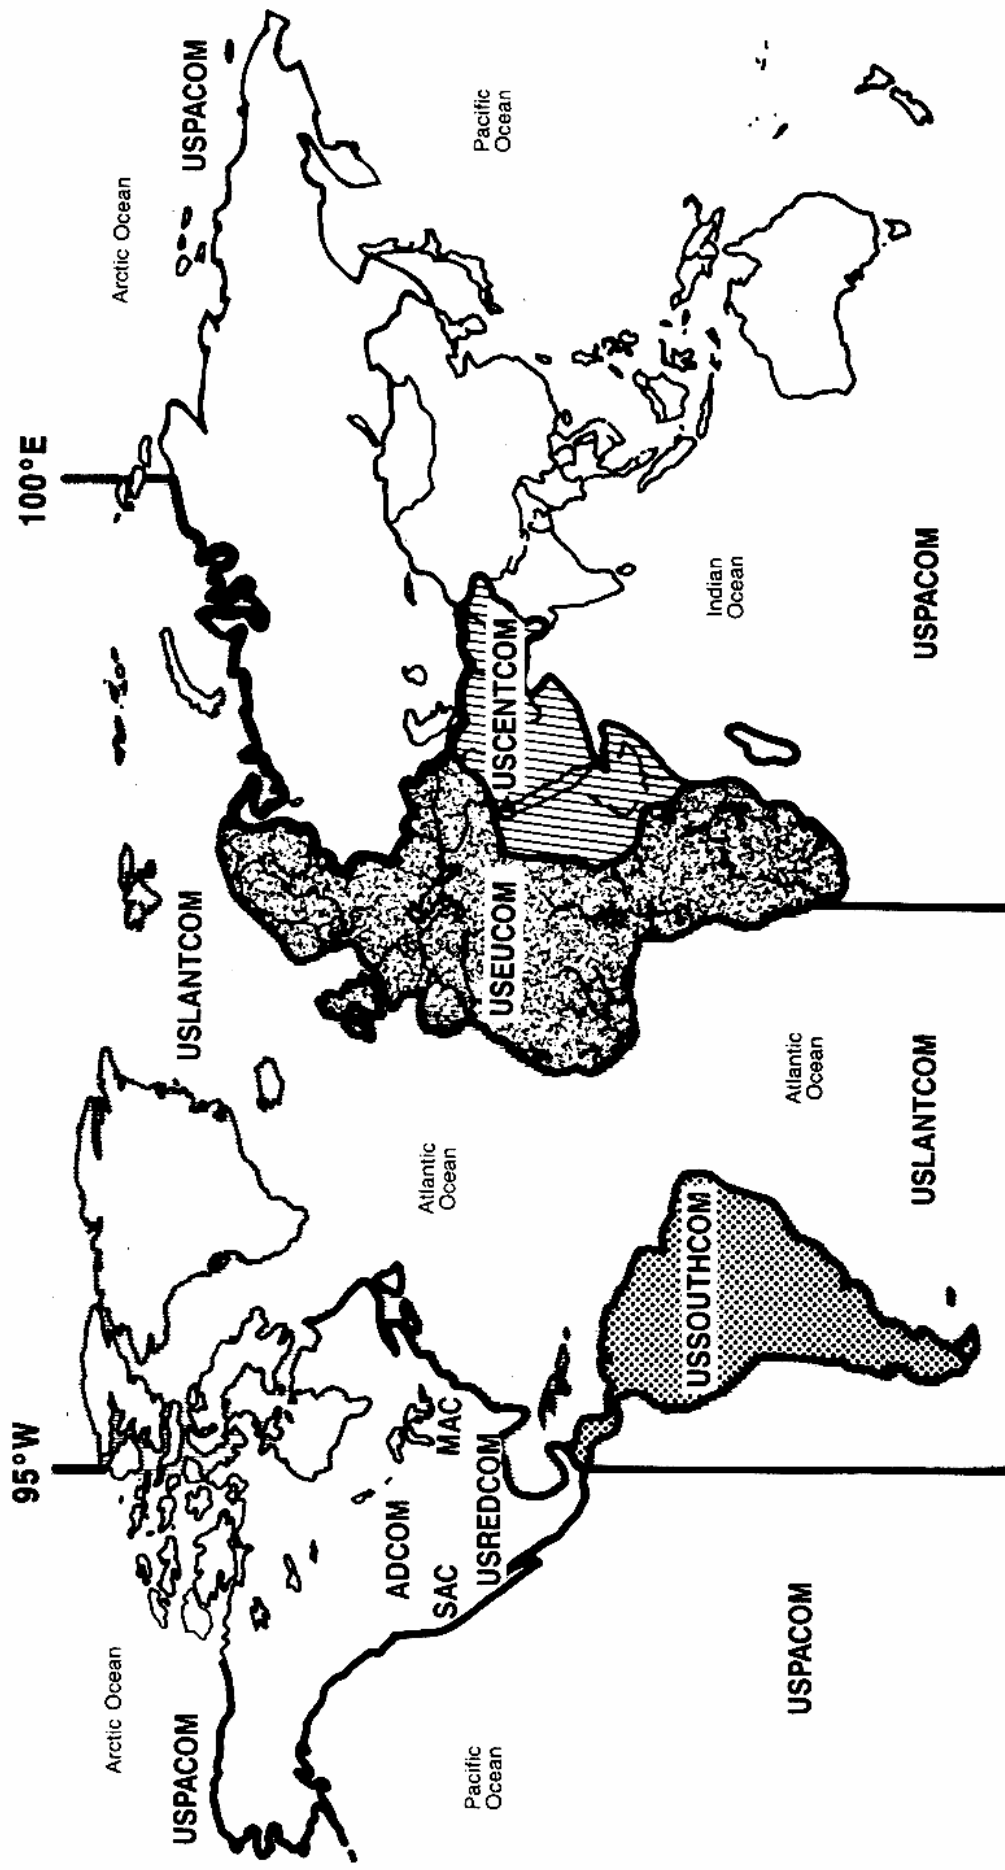 95°W
100°E
Arctic Ocean
USPACOM
USLANTCOM
Arctic Ocean
USPACOM
ADCOM
MAC
SAC
USREDCOM
Atlantic
Ocean
USEUCOM
USCENTCOM
Pacific
Ocean
Pacific
Ocean
USSOUTHCOM
Atlantic
Ocean
Indian
Ocean
USPACOM
USLANTCOM
USPACOM